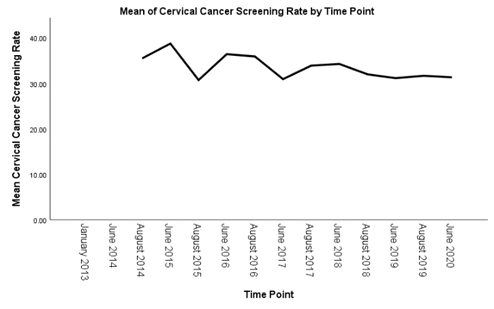 Mean of Cervical Cancer Screening Rate by Time Point
Mean Cervical Cancer Screening Rate
40.00
30.00
20.00
10.00
0.00
January 2013
June 2014
August 2014
June 2015
August 2015
June 2016
August 2016
June 2017
August 2017
June 2018
August 2018
June 2019
August 2019
June 2020
Time Point